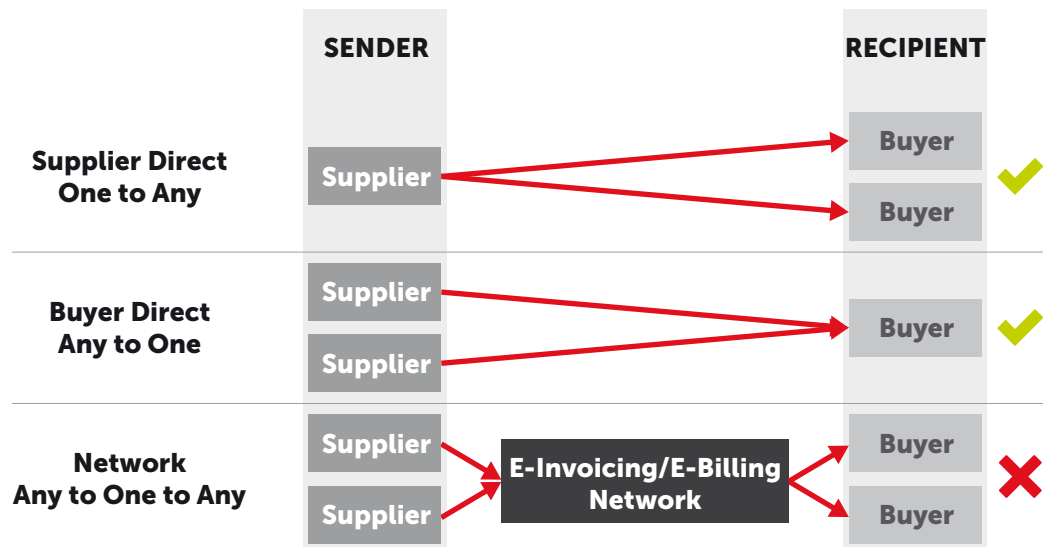 SENDER
RECIPIENT
Supplier Direct
One to Any
Supplier
Buyer
Buyer
Buyer Direct
Any to One
Supplier
Supplier
Buyer
Network
Any to One to Any
Supplier
Supplier
E-Invoicing/E-Billing
Network
Buyer
Buyer